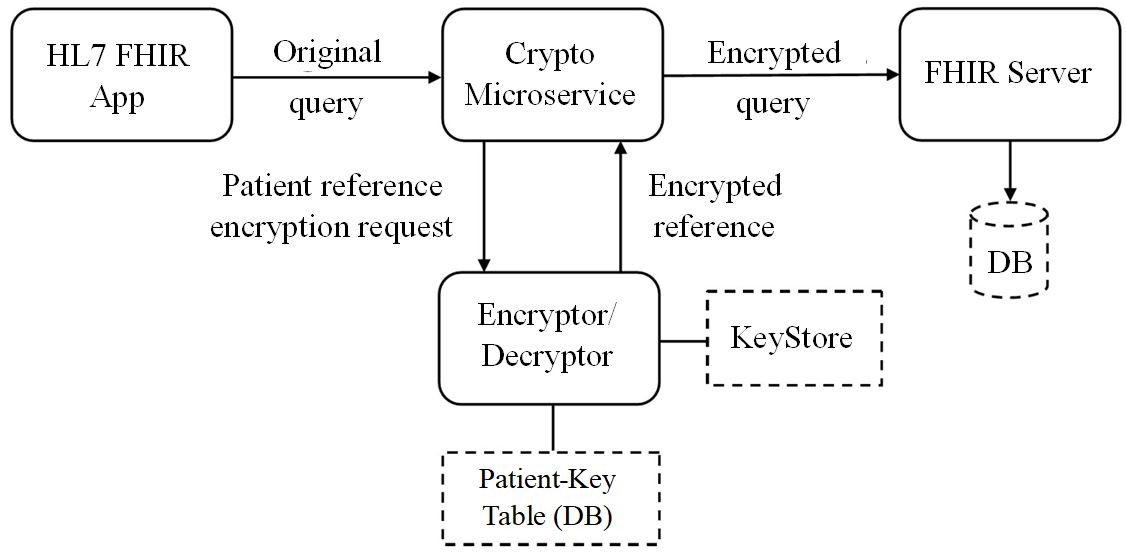 HL7 FHIR
App
Original
query
Crypto
Microservice
Encrypted
query
FHIR Server
Patient reference
encryption request
Encrypted
reference
DB
Encryptor/
Decryptor
KeyStore
Patient-Key
Table (DB)